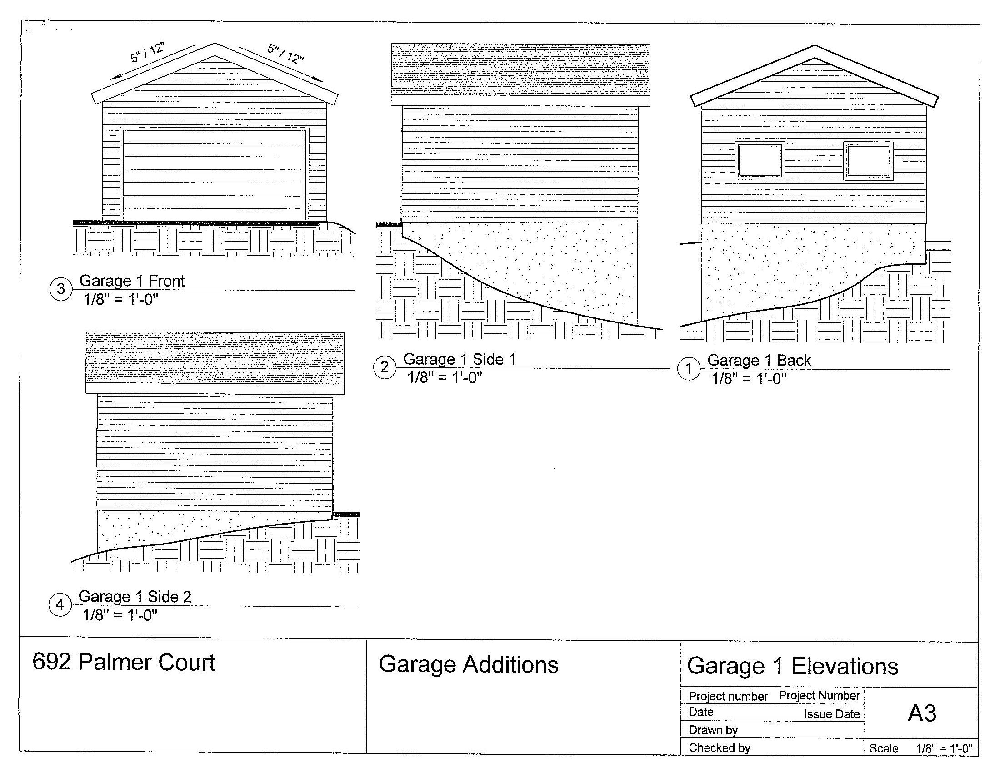 5" / 12"
5" / 12"
3
Garage 1 Front
1/8" = 1'-0"
2
Garage 1 Side 1
1/8" = 1'-0"
1
Garage 1 Back
1/8" = 1'-0"
4
Garage 1 Side 2
1/8" = 1'-0"
692 Palmer Court
Garage Additions
Garage 1 Elevations
Project number Project Number
Date Issue Date
Drawn by
Checked by
A3
Scale 1/8" = 1'-0"